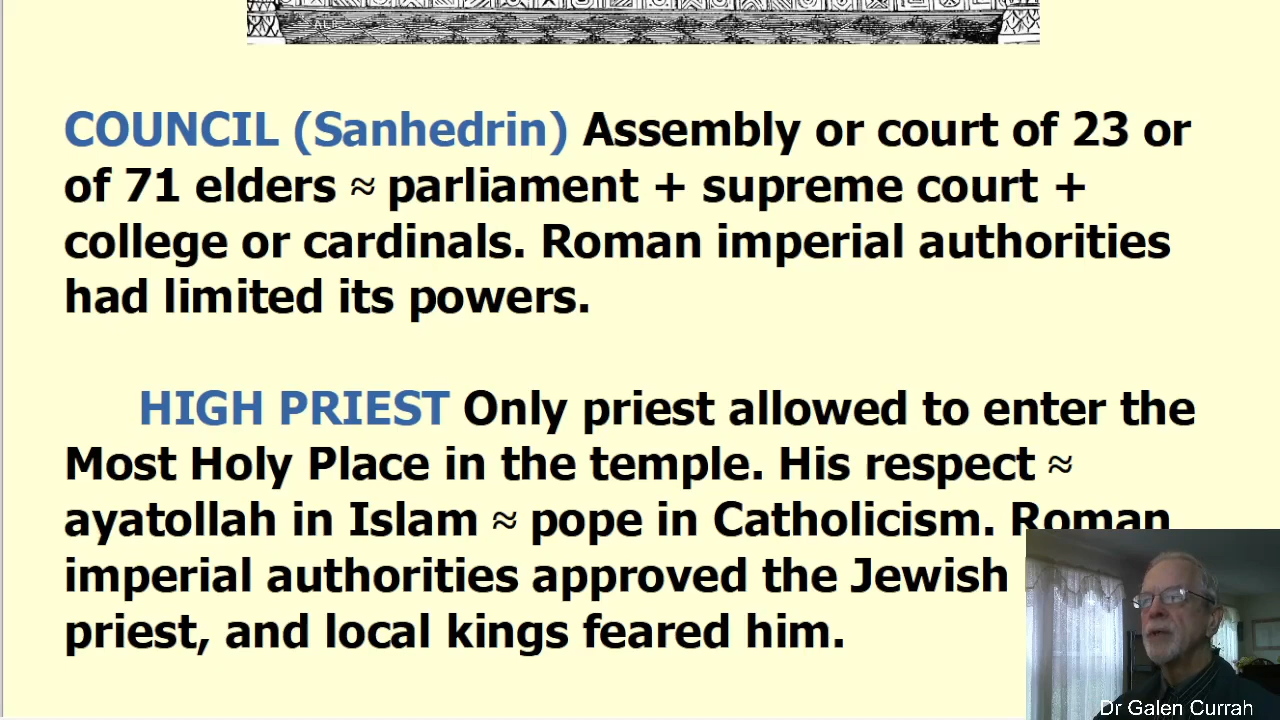 COUNCIL (Sanhedrin) Assembly or court of 23 or
of 71 elders ≈ parliament + supreme court +
college or cardinals. Roman imperial authorities
had limited its powers.
HIGH PRIEST Only priest allowed to enter the
Most Holy Place in the temple. His respect ≈
ayatollah in Islam ≈ pope in Catholicism. Roman
imperial authorities approved the Jewish
priest, and local kings feared him.
Dr Galen Currah